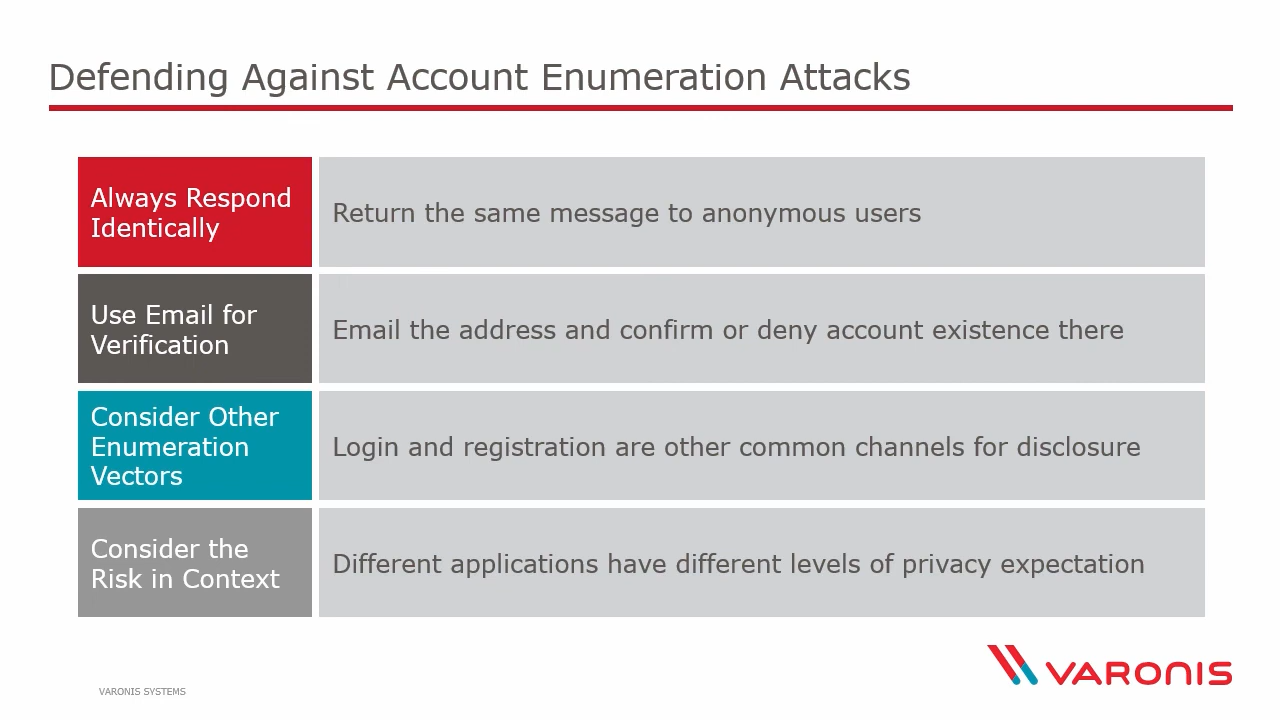 Defending Against Account Enumeration Attacks
Always Respond
Identically
Return the same message to anonymous users
Use Email for
Verification
Email the address and confirm or deny account existence there
Consider Other
Enumeration
Vectors
Login and registration are other common channels for disclosure
Consider the
Risk in Context
Different applications have different levels of privacy expectation
VARONIS SYSTEMS
VARONIS